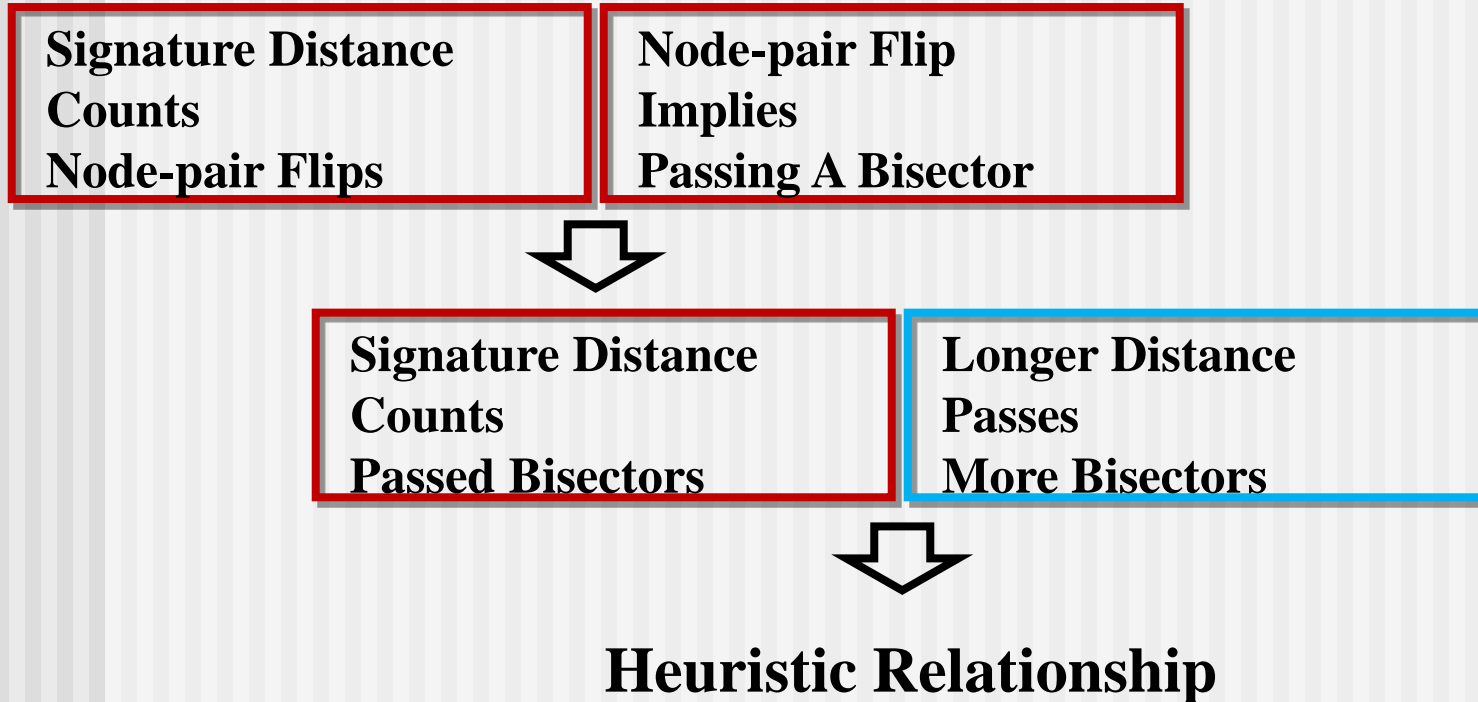 Signature Distance
Counts
Node-pair Flips
Node-pair Flip
Implies
Passing A Bisector
Signature Distance
Counts
Passed Bisectors
Longer Distance
Passes
More Bisectors
Heuristic Relationship